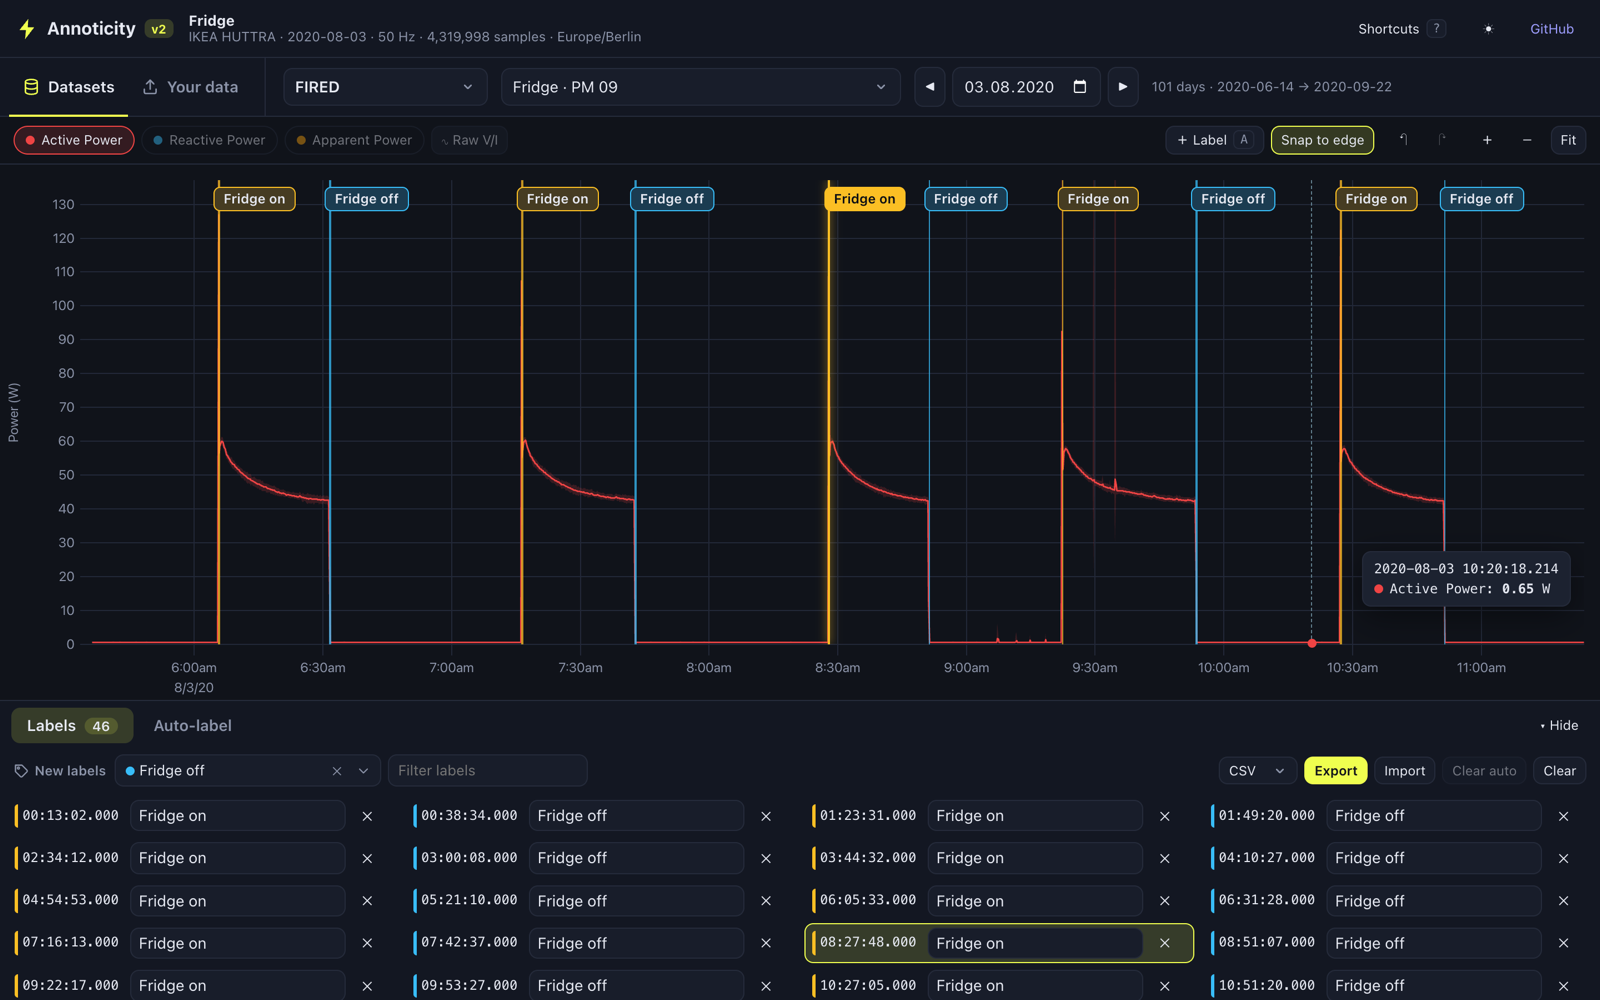 Annoticity v2
Fridge
IKEA HUTTRA · 2020-08-03 · 50 Hz · 4,319,998 samples · Europe/Berlin
Shortcuts ?
GitHub
Datasets
Your data
FIRED
Fridge · PM 09
03.08.2020
101 days · 2020-06-14 → 2020-09-22
Active Power
Reactive Power
Apparent Power
Raw V/I
+ Label A
Snap to edge
+
−
Fit
Fridge on
Fridge off
Fridge on
Fridge off
Fridge on
Fridge off
Fridge on
Fridge off
Fridge on
Fridge off
Power (W)
130
120
110
100
90
80
70
60
50
40
30
20
10
0
2020-08-03 10:20:18.214
Active Power: 0.65 W
6:00am
6:30am
7:00am
7:30am
8:00am
8:30am
9:00am
9:30am
10:00am
10:30am
11:00am
8/3/20
Labels 46
Auto-label
Hide
New labels
Fridge off
Filter labels
CSV
Export
Import
Clear auto
Clear
00:13:02.000 Fridge on
00:38:34.000 Fridge off
01:23:31.000 Fridge on
01:49:20.000 Fridge off
02:34:12.000 Fridge on
03:00:08.000 Fridge off
03:44:32.000 Fridge on
04:10:27.000 Fridge off
04:54:53.000 Fridge on
05:21:10.000 Fridge off
06:05:33.000 Fridge on
06:31:28.000 Fridge off
07:16:13.000 Fridge on
07:42:37.000 Fridge off
08:27:48.000 Fridge on
08:51:07.000 Fridge off
09:22:17.000 Fridge on
09:53:27.000 Fridge off
10:27:05.000 Fridge on
10:51:20.000 Fridge off